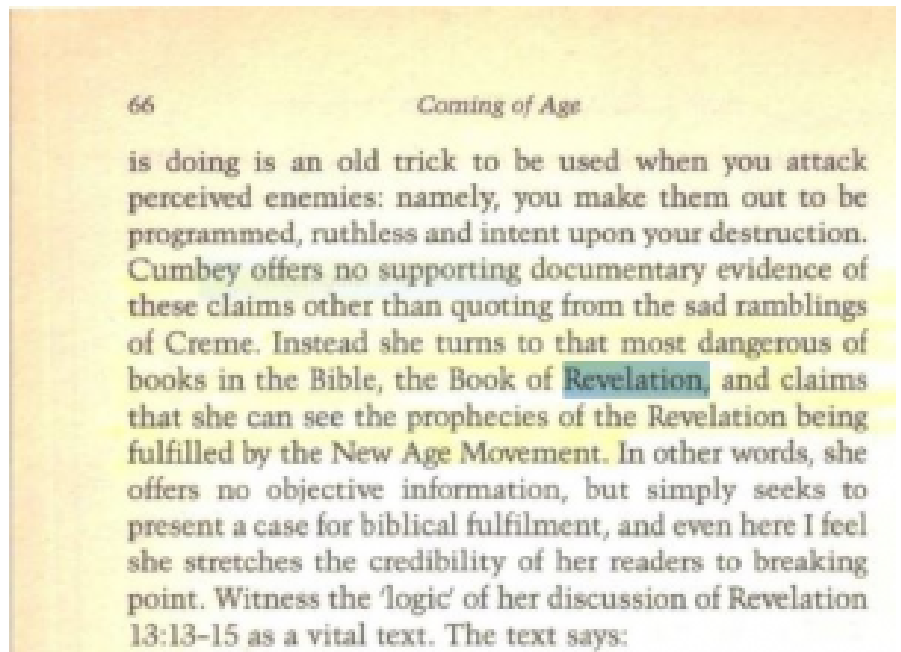 66 Coming of Age
is doing is an old trick to be used when you attack
perceived enemies: namely, you make them out to be
programmed, ruthless and intent upon your destruction.
Cumbey offers no supporting documentary evidence of
these claims other than quoting from the sad ramblings
of Creme. Instead she turns to that most dangerous of
books in the Bible, the Book of Revelation, and claims
that she can see the prophecies of the Revelation being
fulfilled by the New Age Movement. In other words, she
offers no objective information, but simply seeks to
present a case for biblical fulfilment, and even here I feel
she stretches the credibility of her readers to breaking
point. Witness the 'logic' of her discussion of Revelation
13:13–15 as a vital text. The text says: